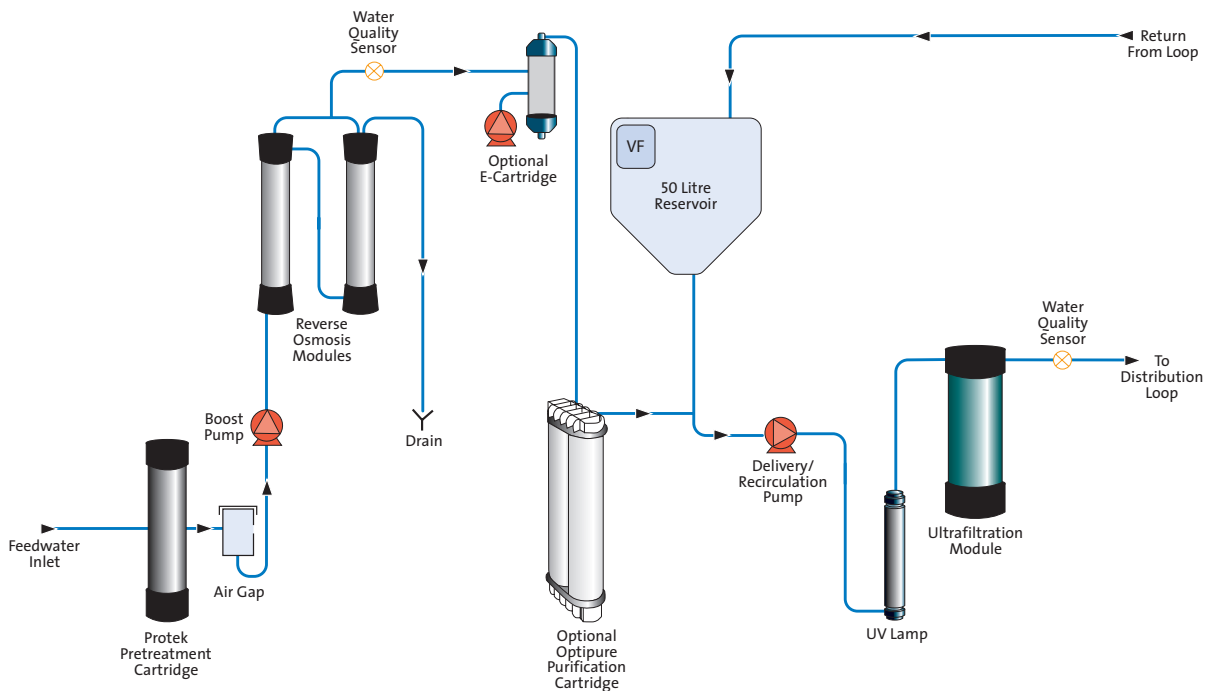 Water
Quality
Sensor
Return
From Loop
VF
50 Litre
Reservoir
Optional
E-Cartridge
Reverse
Osmosis
Modules
Water
Quality
Sensor
To
Distribution
Loop
Boost
Pump
Drain
Delivery/
Recirculation
Pump
Feedwater
Inlet
Air Gap
Ultrafiltration
Module
Protek
Pretreatment
Cartridge
Optional
Optipure
Purification
Cartridge
UV Lamp